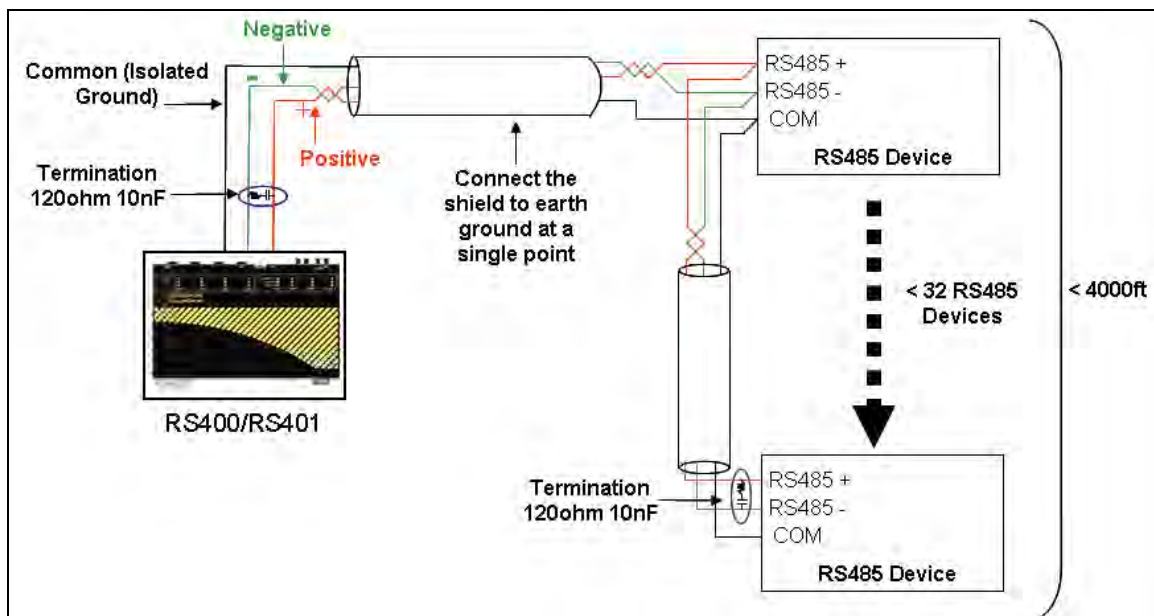 Negative
Common (Isolated
Ground)
-
+
Positive
Termination
120ohm 10nF
Connect the
shield to earth
ground at a
single point
RS400/RS401
RS485 +
RS485 -
COM
RS485 Device
< 32 RS485
Devices
< 4000ft
Termination
120ohm 10nF
RS485 +
RS485 -
COM
RS485 Device